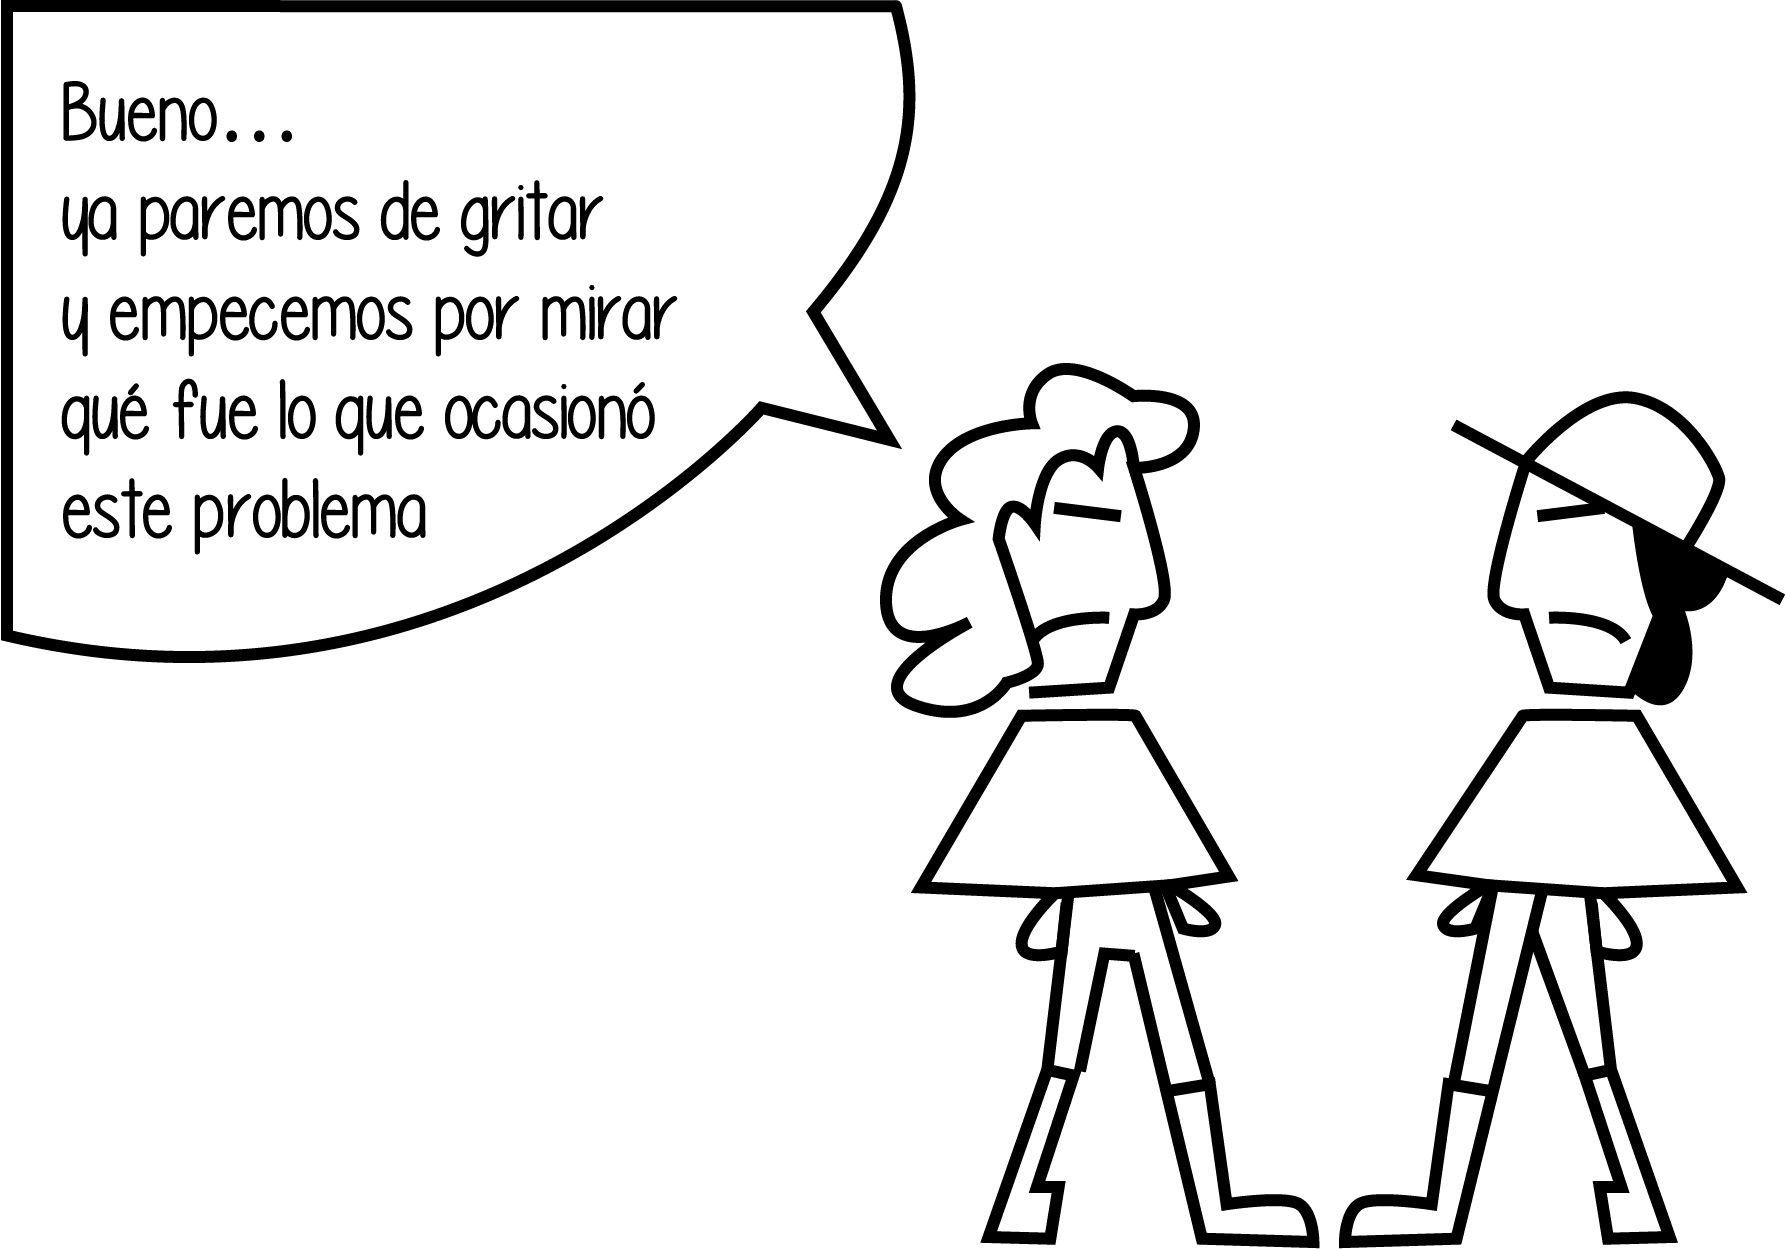 Bueno...
ya paremos de gritar
y empecemos por mirar
qué fue lo que ocasionó
este problema